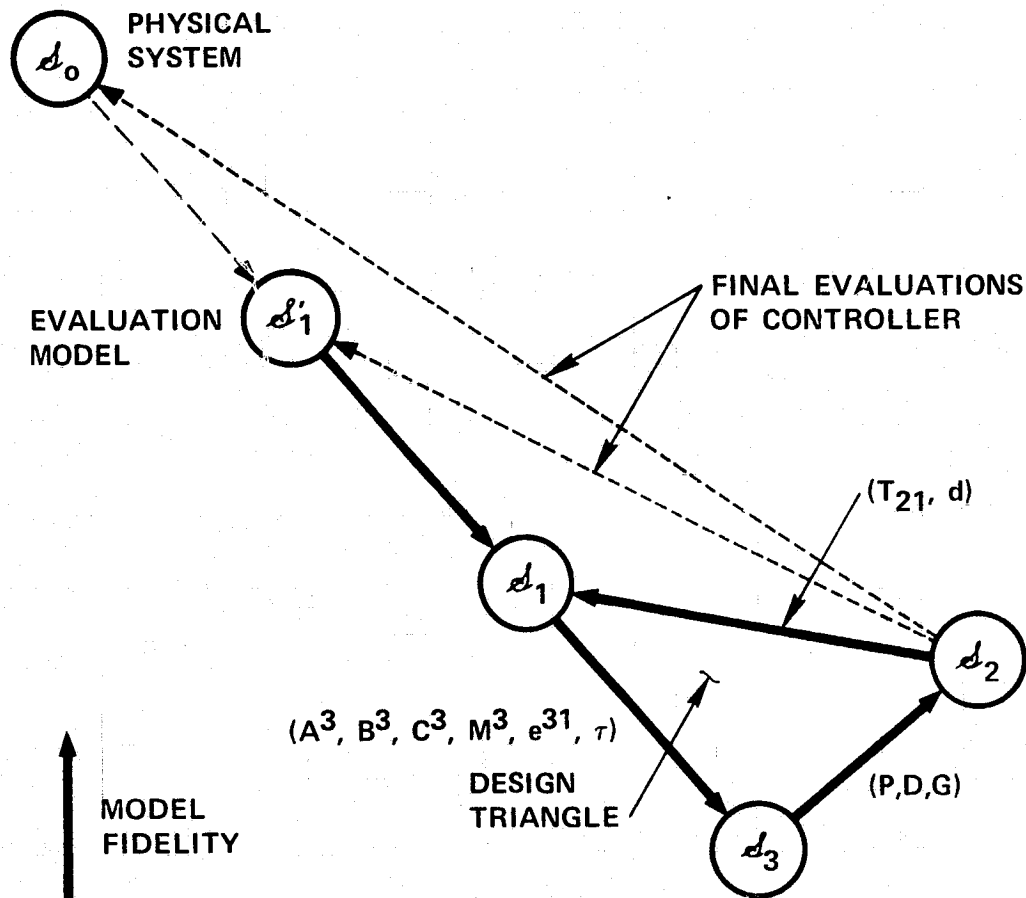 PHYSICAL
SYSTEM
𝒮₀
𝒮'₁
EVALUATION
MODEL
FINAL EVALUATIONS
OF CONTROLLER
(T₂₁, d)
𝒮₁
𝒮₂
(A³, B³, C³, M³, e³¹, τ)
DESIGN
TRIANGLE
(P,D,G)
𝒮₃
MODEL
FIDELITY